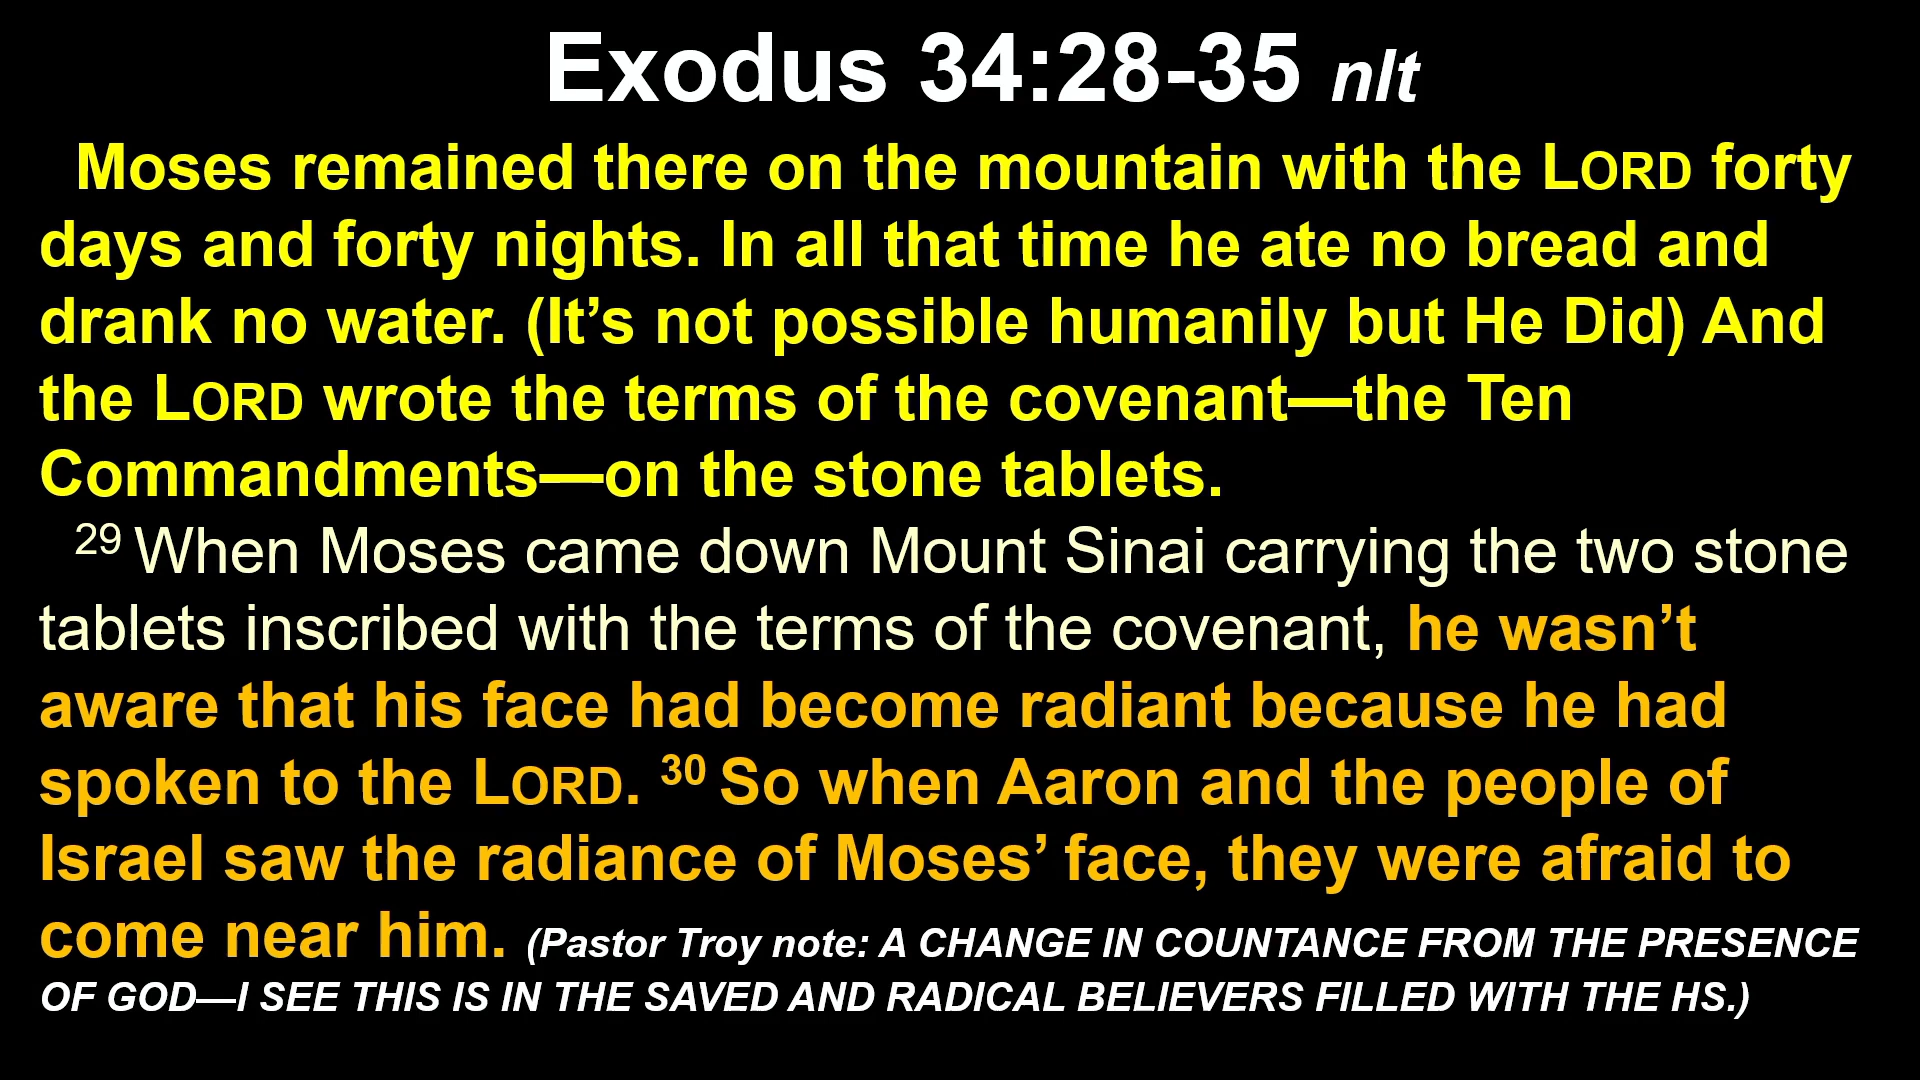 Exodus 34:28-35 nlt
Moses remained there on the mountain with the LORD forty
days and forty nights. In all that time he ate no bread and
drank no water. (It’s not possible humanily but He Did) And
the LORD wrote the terms of the covenant—the Ten
Commandments—on the stone tablets.
29 When Moses came down Mount Sinai carrying the two stone
tablets inscribed with the terms of the covenant, he wasn’t
aware that his face had become radiant because he had
spoken to the LORD. 30 So when Aaron and the people of
Israel saw the radiance of Moses’ face, they were afraid to
come near him. (Pastor Troy note: A CHANGE IN COUNTANCE FROM THE PRESENCE
OF GOD—I SEE THIS IS IN THE SAVED AND RADICAL BELIEVERS FILLED WITH THE HS.)